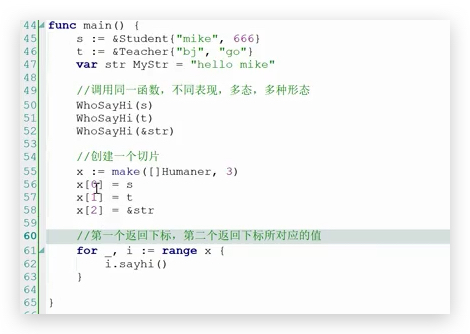 44 func main() {
45 s := &Student{"mike", 666}
46 t := &Teacher{"bj", "go"}
47 var str MyStr = "hello mike"
48
49 //调用同一函数，不同表现，多态，多种形态
50 WhoSayHi(s)
51 WhoSayHi(t)
52 WhoSayHi(&str)
53
54 //创建一个切片
55 x := make([]Humaner, 3)
56 x[0] = s
57 x[1] = t
58 x[2] = &str
59
60 //第一个返回下标，第二个返回下标所对应的值
61 for _, i := range x {
62 i.sayhi()
63 }
64
65 }